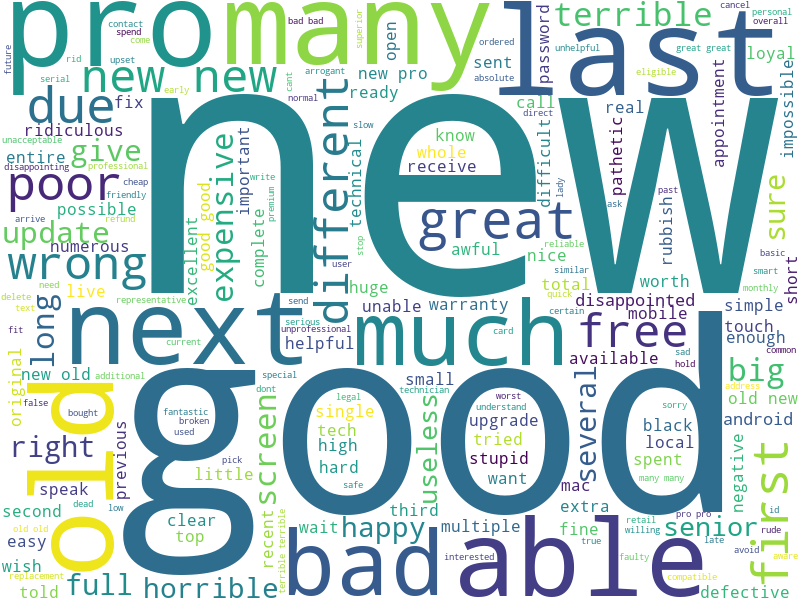 pro
many
last
terrible
new new
new
due
fix
open
new pro
ready
sent
password
loyal
cancel
personal
overall
great great
unhelpful
ordered
superior
bad bad
contact
spend
come
rid
upset
future
serial
early
arrogant
cant
normal
absolute
eligible
impossible
appointment
call
real
direct
slow
ridiculous
unacceptable
professional
entire
disappointing
give
poor
cheap
friendly
possible
arrive
refund
update
numerous
wrong
live
representative
excellent
good good
expensive
important
complete
write
premium
different
technical
know
whole
receive
great
awful
nice
difficult
lady
ask
pathetic
past
rubbish
sure
basic
reliable
similar
worth
smart
monthly
short
user
stop
huge
total
quick
unable
warranty
disappointed
certain
mobile
simple
touch
enough
common
delete
need
text
long
fit
original
next
send
serious
unprofessional
helpful
current
much
card
free
available
sad
hold
new old
additional
false
bought
old
good
fantastic
broken
used
special
dont
small
legal
single
technician
tech
high
hard
safe
worst
understand
upgrade
tried
stupid
want
several
sorry
black
local
spent
many many
big
address
old new
android
negative
right
previous
speak
pick
little
screen
useless
mac
extra
first
second
dead
low
clear
top
recent
third
wait
happy
multiple
fine
retail
willing
true
pro pro
id
rude
senior
late
avoid
aware
easy
old old
wish
replacement
told
full
horrible
terrible terrible
bad
interested
able
faulty
compatible
defective